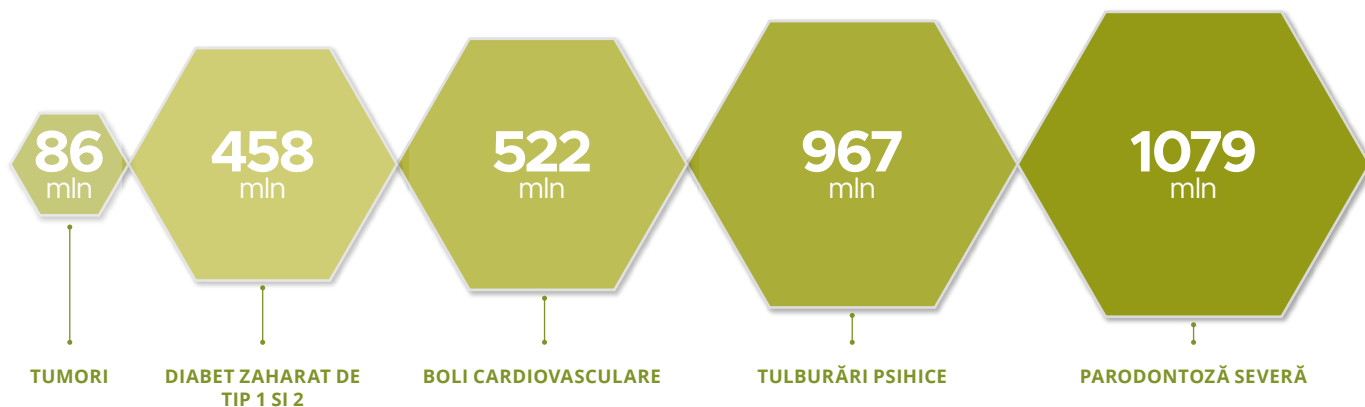 86
mln
458
mln
522
mln
967
mln
1079
mln
TUMORI
DIABET ZAHARAT DE
TIP 1 SI 2
BOLI CARDIOVASCULARE
TULBURĂRI PSIHICE
PARODONTOZĂ SEVERĂ